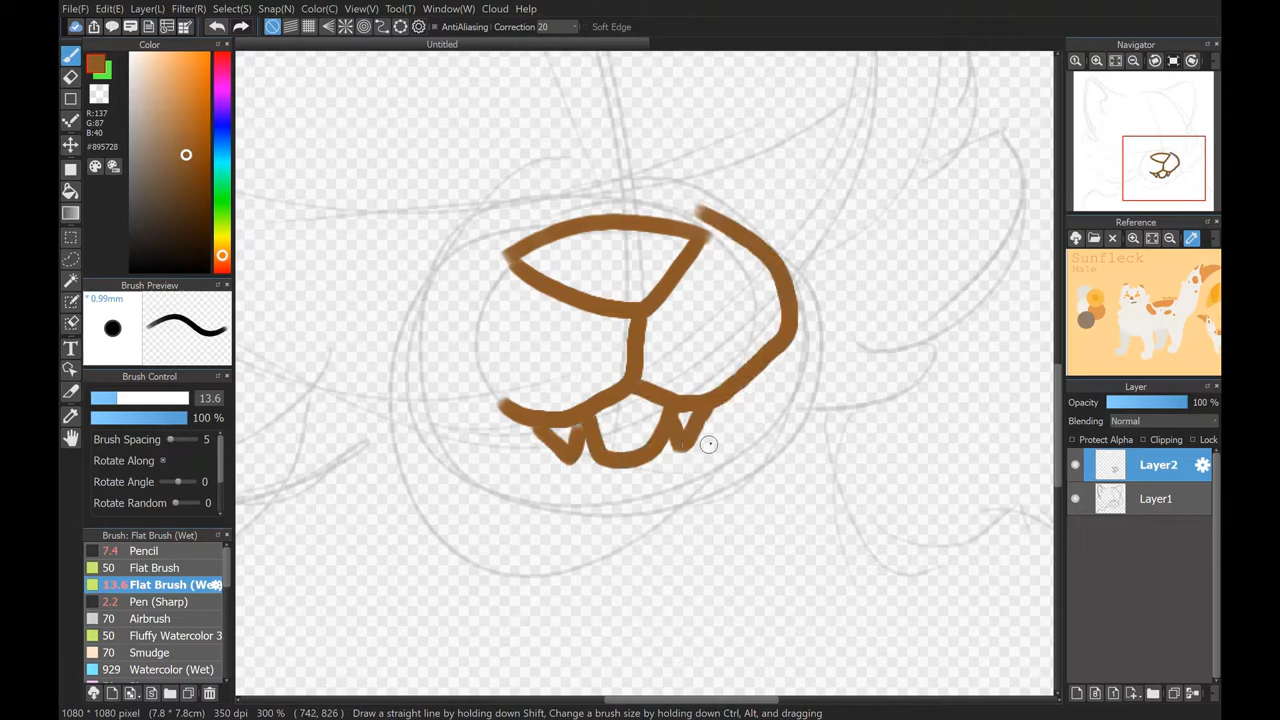 File(F) Edit(E) Layer(L) Filter(R) Select(S) Snap(N) Color(C) View(V) Tool(T) Window(W) Cloud Help
AntiAliasing Correction 20 Soft Edge
Color
Untitled
Navigator
R:137
G:87
B:40
#895728
Reference
Sunfleck
Male
Brush Preview
* 0.99mm
Brush Control
13.6
100 %
Brush Spacing 5
Rotate Along
Rotate Angle 0
Rotate Random 0
Layer
Opacity 100 %
Blending Normal
Protect Alpha Clipping Lock
Layer2
Layer1
Brush: Flat Brush (Wet)
7.4 Pencil
50 Flat Brush
13.6 Flat Brush (Wet)
2.2 Pen (Sharp)
70 Airbrush
50 Fluffy Watercolor 3
70 Smudge
929 Watercolor (Wet)
1080 * 1080 pixel (7.8 * 7.8cm) 350 dpi 300 % ( 742, 826 ) Draw a straight line by holding down Shift, Change a brush size by holding down Ctrl, Alt, and dragging